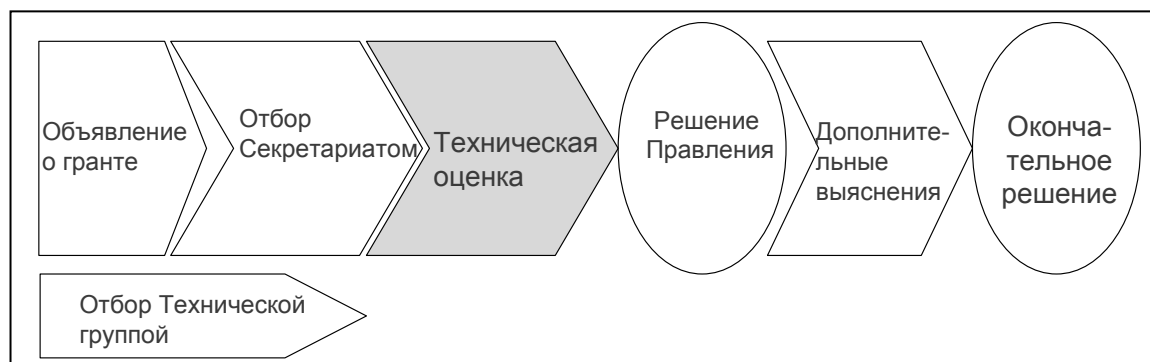 Объявление
о гранте
Отбор
Секретариатом
Техническая
оценка
Решение
Правления
Дополните-
льные
выяснения
Оконча-
тельное
решение
Отбор Технической
группой